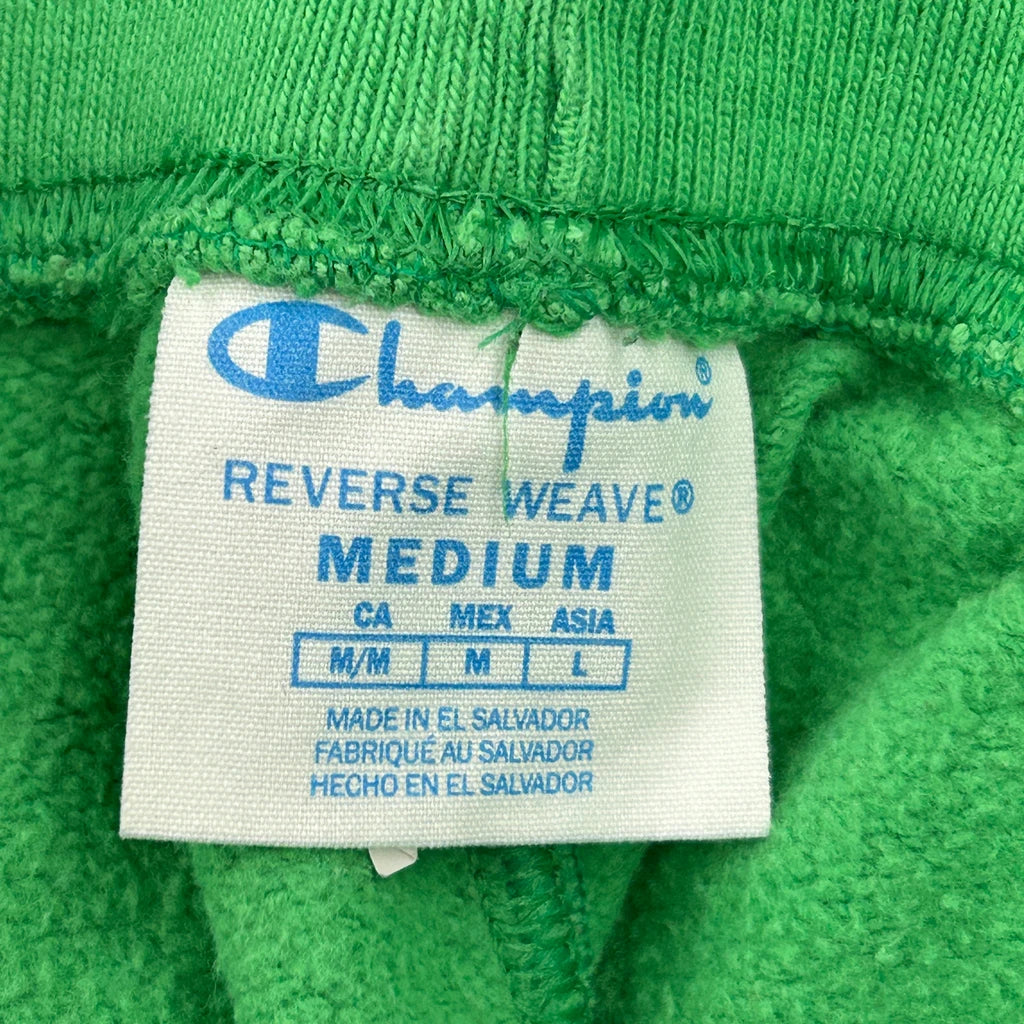 Champion®
REVERSE WEAVE®
MEDIUM
CA MEX ASIA
M/M M L
MADE IN EL SALVADOR
FABRIQUÉ AU SALVADOR
HECHO EN EL SALVADOR